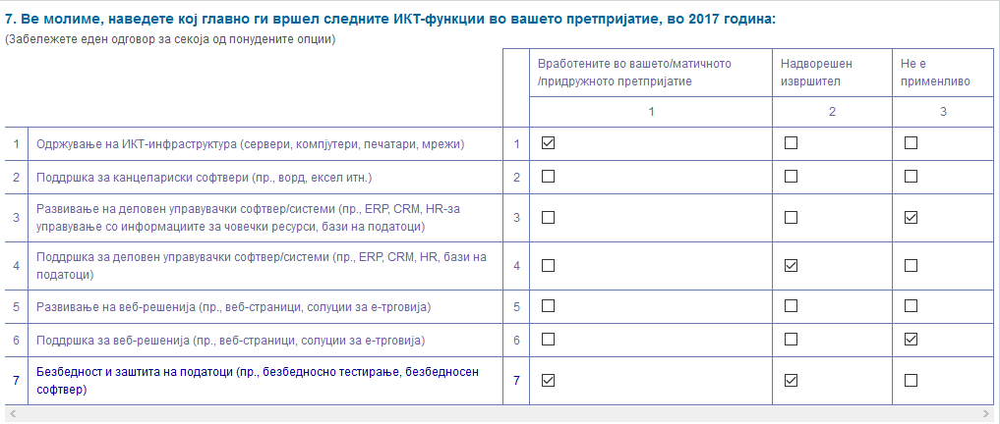 7. Ве молиме, наведете кој главно ги вршел следните ИКТ-функции во вашето претпријатие, во 2017 година:
(Забележете еден одговор за секоја од понудените опции)
Вработените во вашето/матичното
/придружното претпријатие
Надворешен
извршител
Не е
применливо
1
2
3
1 Одржување на ИКТ-инфраструктура (сервери, компјутери, печатари, мрежи) 1
2 Поддршка за канцелариски софтвери (пр., ворд, ексел итн.) 2
3 Развивање на деловен управувачки софтвер/системи (пр., ERP, CRM, HR-за
управување со информациите за човечки ресурси, бази на податоци) 3
4 Поддршка за деловен управувачки софтвер/системи (пр., ERP, CRM, HR, бази на
податоци) 4
5 Развивање на веб-решенија (пр., веб-страници, солуции за е-трговија) 5
6 Поддршка за веб-решенија (пр., веб-страници, солуции за е-трговија) 6
7 Безбедност и заштита на податоци (пр., безбедносно тестирање, безбедносен
софтвер) 7